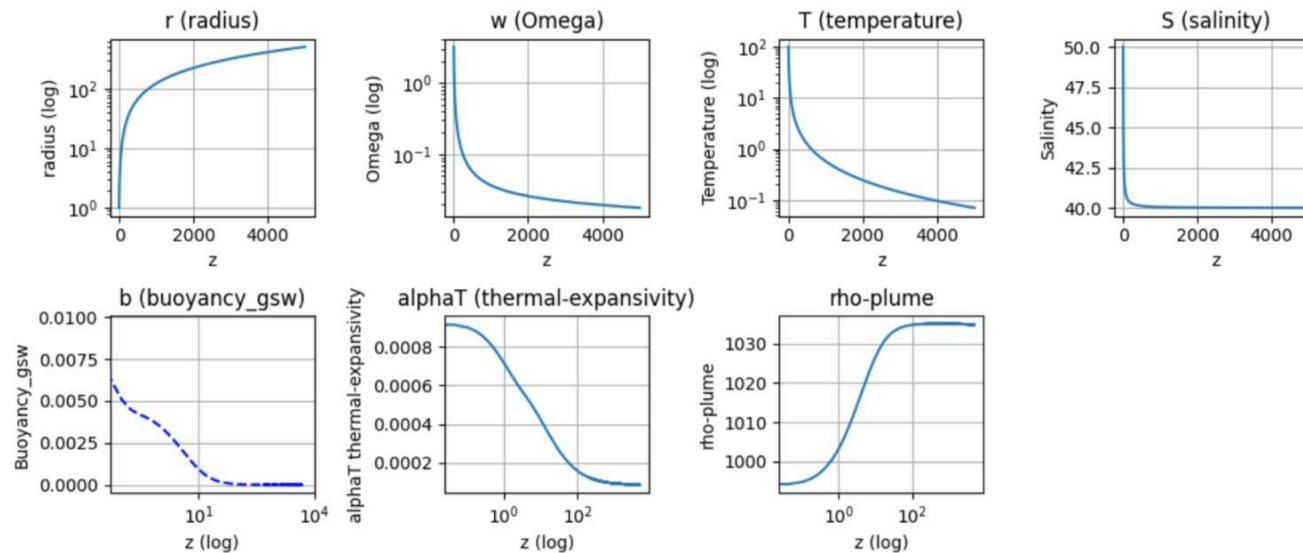 r (radius)
w (Omega)
T (temperature)
S (salinity)
radius (log)
10²
10¹
10⁰
0 2000 4000
z
Omega (log)
10⁰
10⁻¹
0 2000 4000
z
Temperature (log)
10²
10¹
10⁰
10⁻¹
0 2000 4000
z
Salinity
50.0
47.5
45.0
42.5
40.0
0 2000 4000
z
b (buoyancy_gsw)
alphaT (thermal-expansivity)
rho-plume
Buoyancy_gsw
0.0100
0.0075
0.0050
0.0025
0.0000
10¹ 10⁴
z (log)
alphaT thermal-expansivity
0.0008
0.0006
0.0004
0.0002
10⁰ 10²
z (log)
rho-plume
1030
1020
1010
1000
10⁰ 10²
z (log)